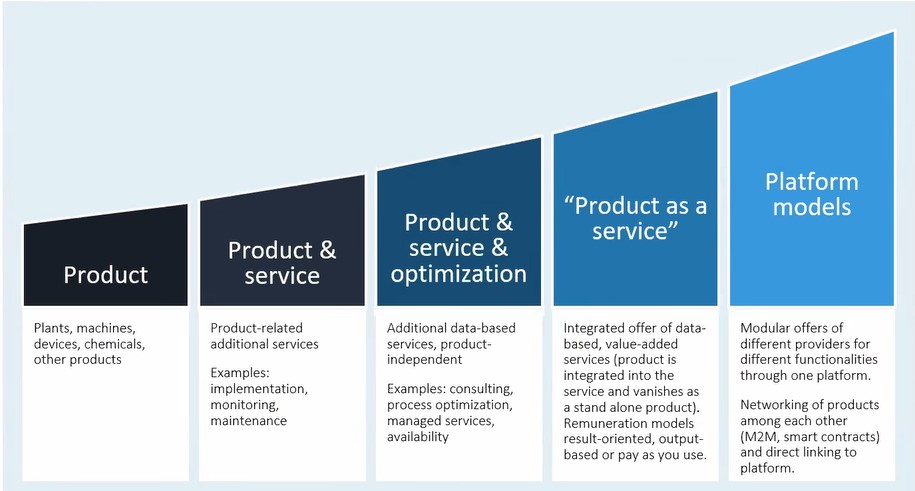 Product
Product &
service
Product &
service &
optimization
“Product as a
service”
Platform
models
Plants, machines,
devices, chemicals,
other products
Product-related
additional services
Examples:
implementation,
monitoring,
maintenance
Additional data-based
services, product-
independent
Examples: consulting,
process optimization,
managed services,
availability
Integrated offer of data-
based, value-added
services (product is
integrated into the
service and vanishes as
a stand alone product).
Remuneration models
result-oriented, output-
based or pay as you use.
Modular offers of
different providers for
different functionalities
through one platform.
Networking of products
among each other
(M2M, smart contracts)
and direct linking to
platform.